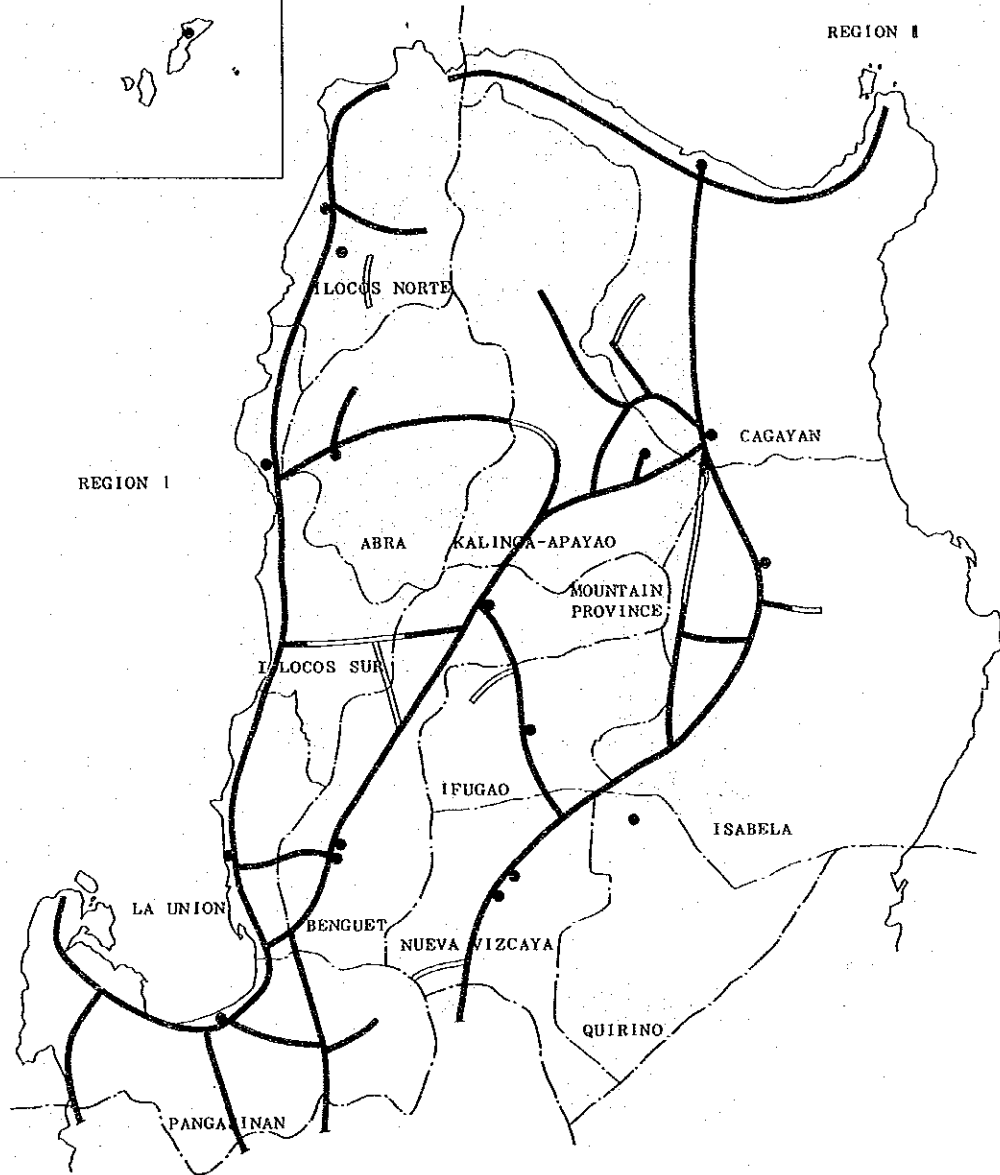 REGION II
ILOCOS NORTE
CAGAYAN
REGION I
ABRA
KALINGA-APAYAO
MOUNTAIN
PROVINCE
ILOCOS SUR
IFUGAO
ISABELA
LA UNION
BENGUET
NUEVA VIZCAYA
QUIRINO
PANGASINAN